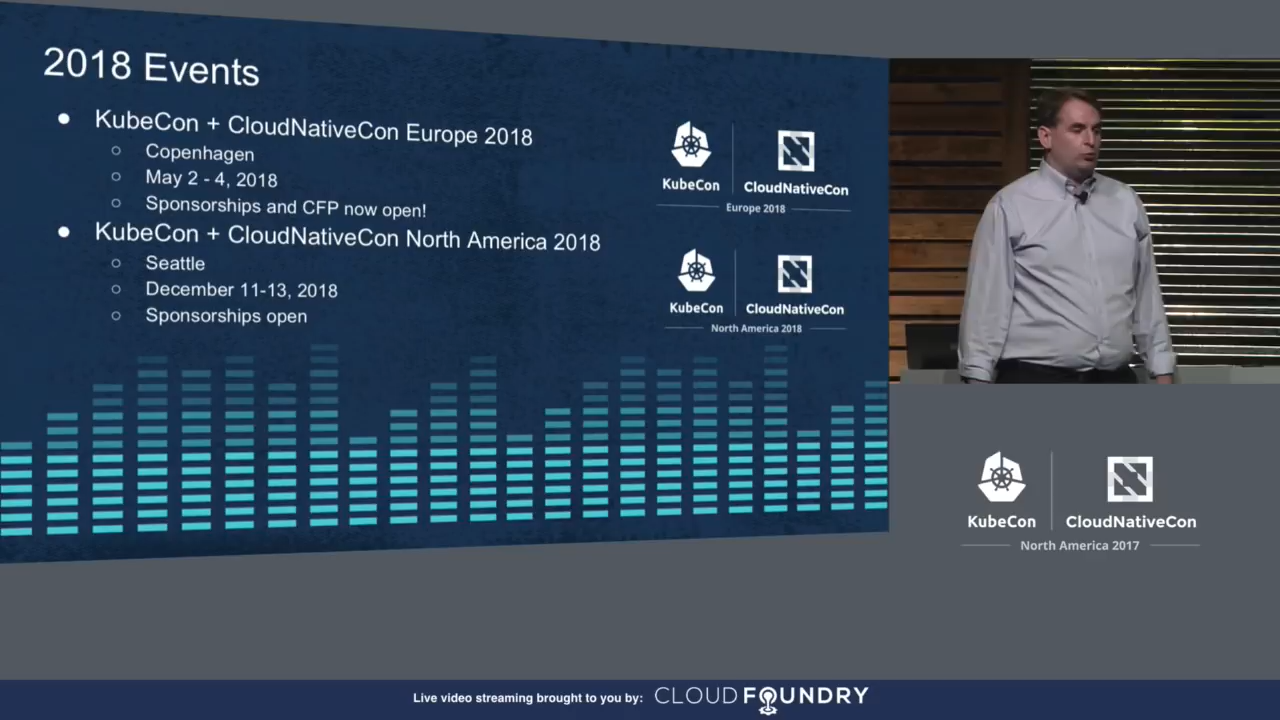 2018 Events
KubeCon + CloudNativeCon Europe 2018
Copenhagen
May 2 - 4, 2018
Sponsorships and CFP now open!
KubeCon + CloudNativeCon North America 2018
Seattle
December 11-13, 2018
Sponsorships open
KubeCon
CloudNativeCon
Europe 2018
KubeCon
CloudNativeCon
North America 2018
KubeCon
CloudNativeCon
North America 2017
Live video streaming brought to you by: CLOUD FOUNDRY